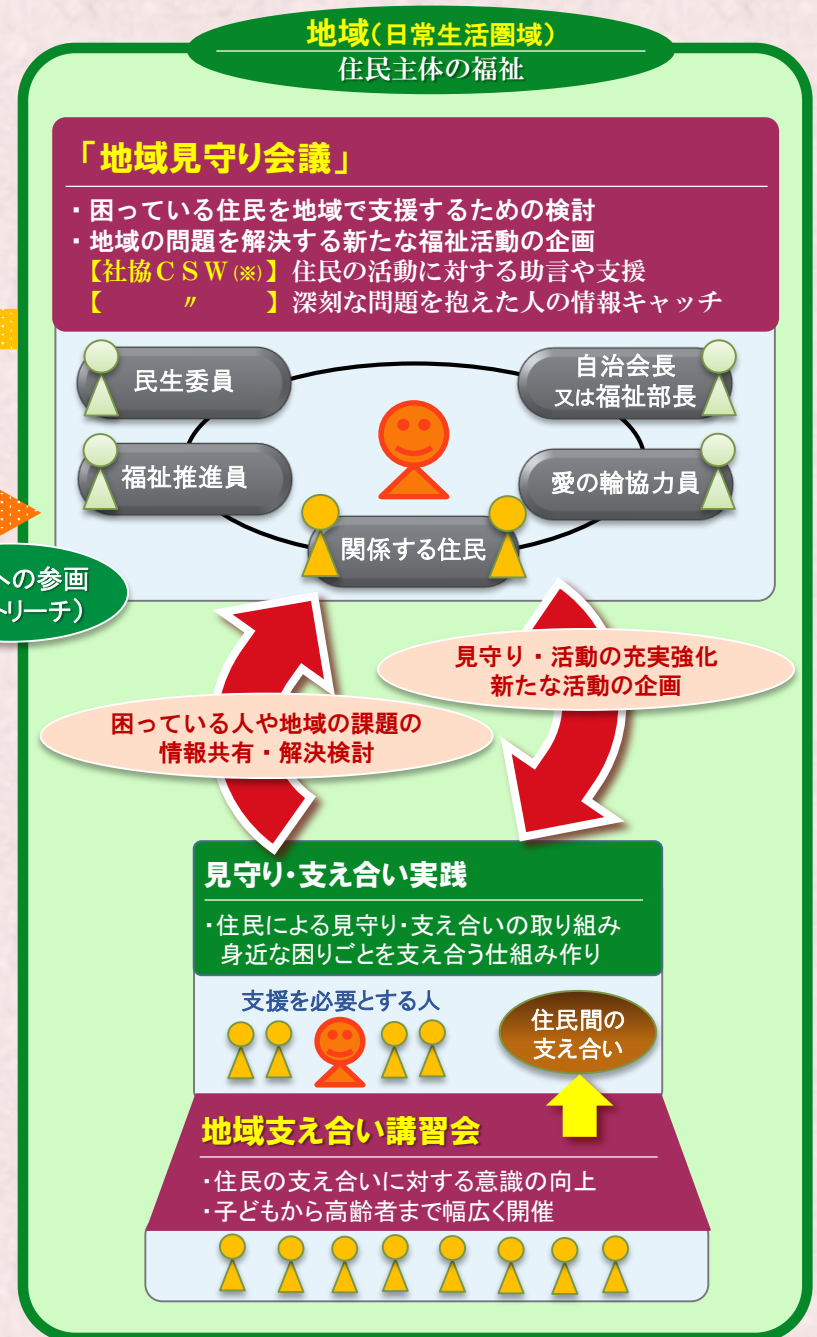 地域(日常生活圏域)
住民主体の福祉
「地域見守り会議」
・困っている住民を地域で支援するための検討
・地域の問題を解決する新たな福祉活動の企画
【社協CSW(※)】住民の活動に対する助言や支援
【　　〃　　】深刻な問題を抱えた人の情報キャッチ
民生委員
自治会長
又は福祉部長
福祉推進員
愛の輪協力員
関係する住民
への参画
トリーチ)
見守り・活動の充実強化
新たな活動の企画
困っている人や地域の課題の
情報共有・解決検討
見守り・支え合い実践
・住民による見守り・支え合いの取り組み
身近な困りごとを支え合う仕組み作り
支援を必要とする人
住民間の
支え合い
地域支え合い講習会
・住民の支え合いに対する意識の向上
・子どもから高齢者まで幅広く開催